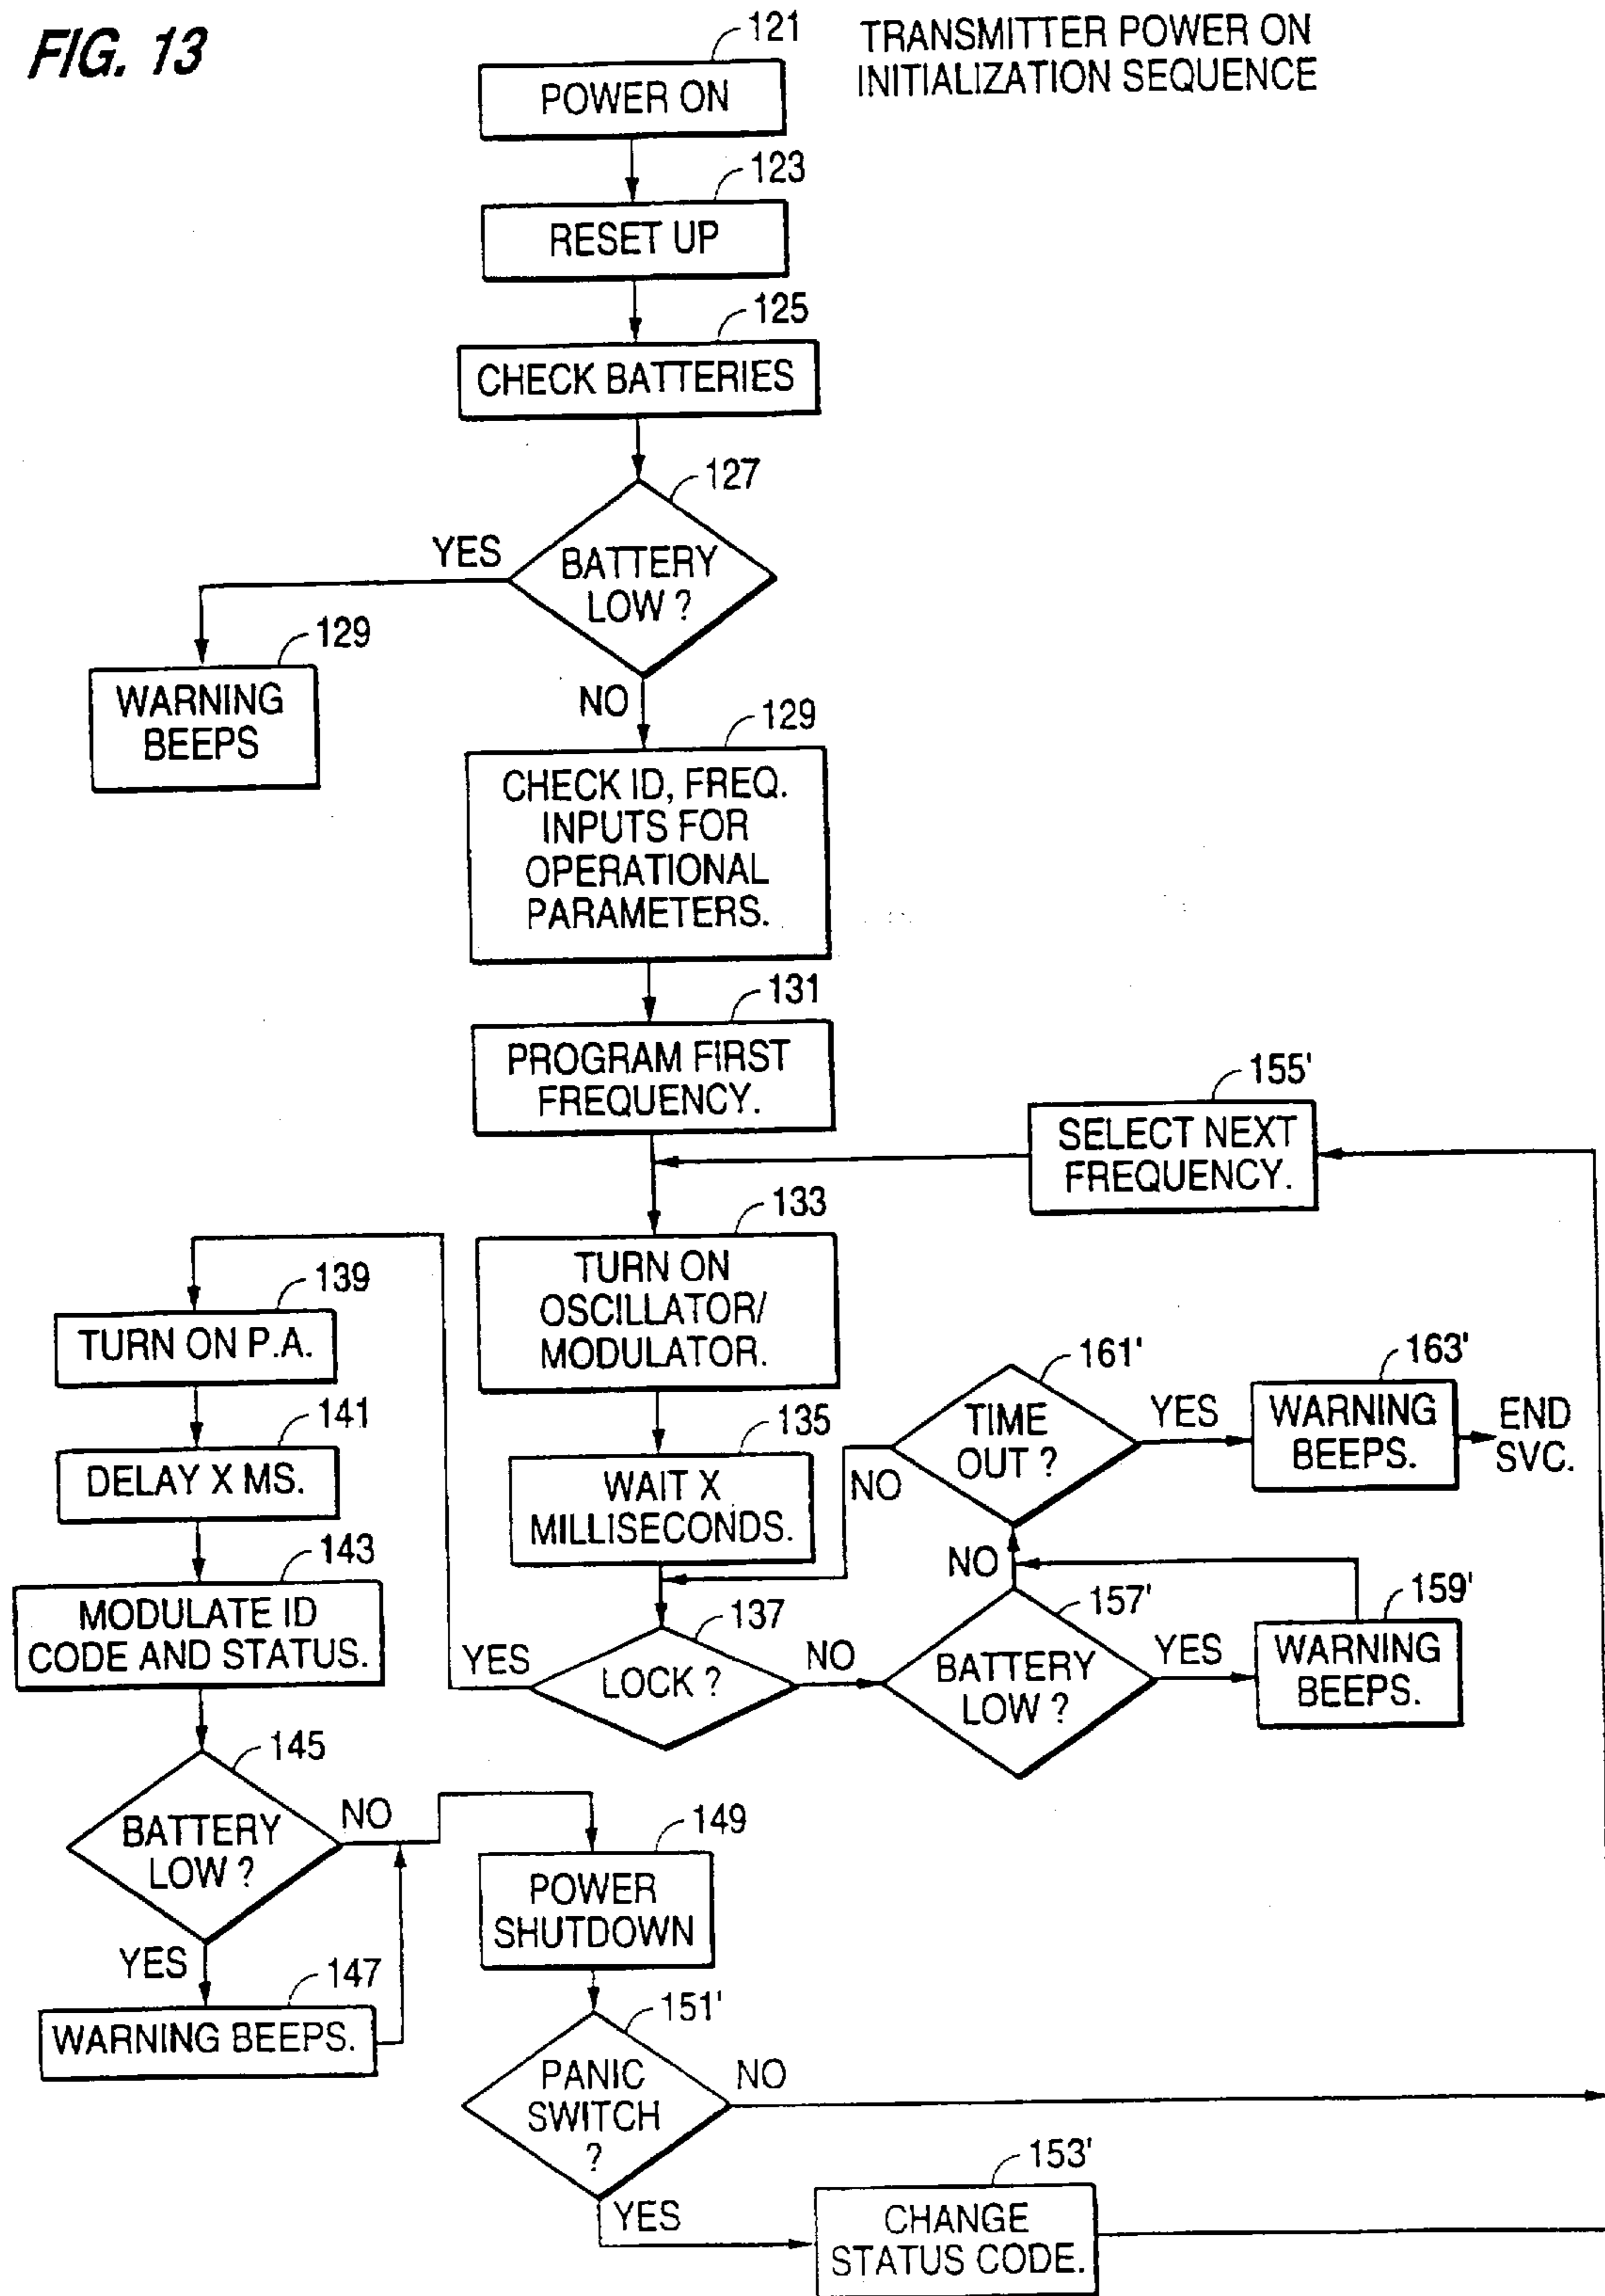 FIG. 13
TRANSMITTER POWER ON
INITIALIZATION SEQUENCE
121
POWER ON
123
RESET UP
125
CHECK BATTERIES
127
BATTERY
LOW ?
YES
NO
129
WARNING
BEEPS
129
CHECK ID, FREQ.
INPUTS FOR
OPERATIONAL
PARAMETERS.
131
PROGRAM FIRST
FREQUENCY.
155'
SELECT NEXT
FREQUENCY.
133
TURN ON
OSCILLATOR/
MODULATOR.
135
WAIT X
MILLISECONDS.
137
LOCK ?
YES
NO
139
TURN ON P.A.
141
DELAY X MS.
143
MODULATE ID
CODE AND STATUS.
145
BATTERY
LOW ?
NO
YES
147
WARNING BEEPS.
161'
TIME
OUT ?
YES
NO
163'
WARNING
BEEPS.
END
SVC.
157'
BATTERY
LOW ?
NO
YES
159'
WARNING
BEEPS.
149
POWER
SHUTDOWN
151'
PANIC
SWITCH
?
NO
YES
153'
CHANGE
STATUS CODE.